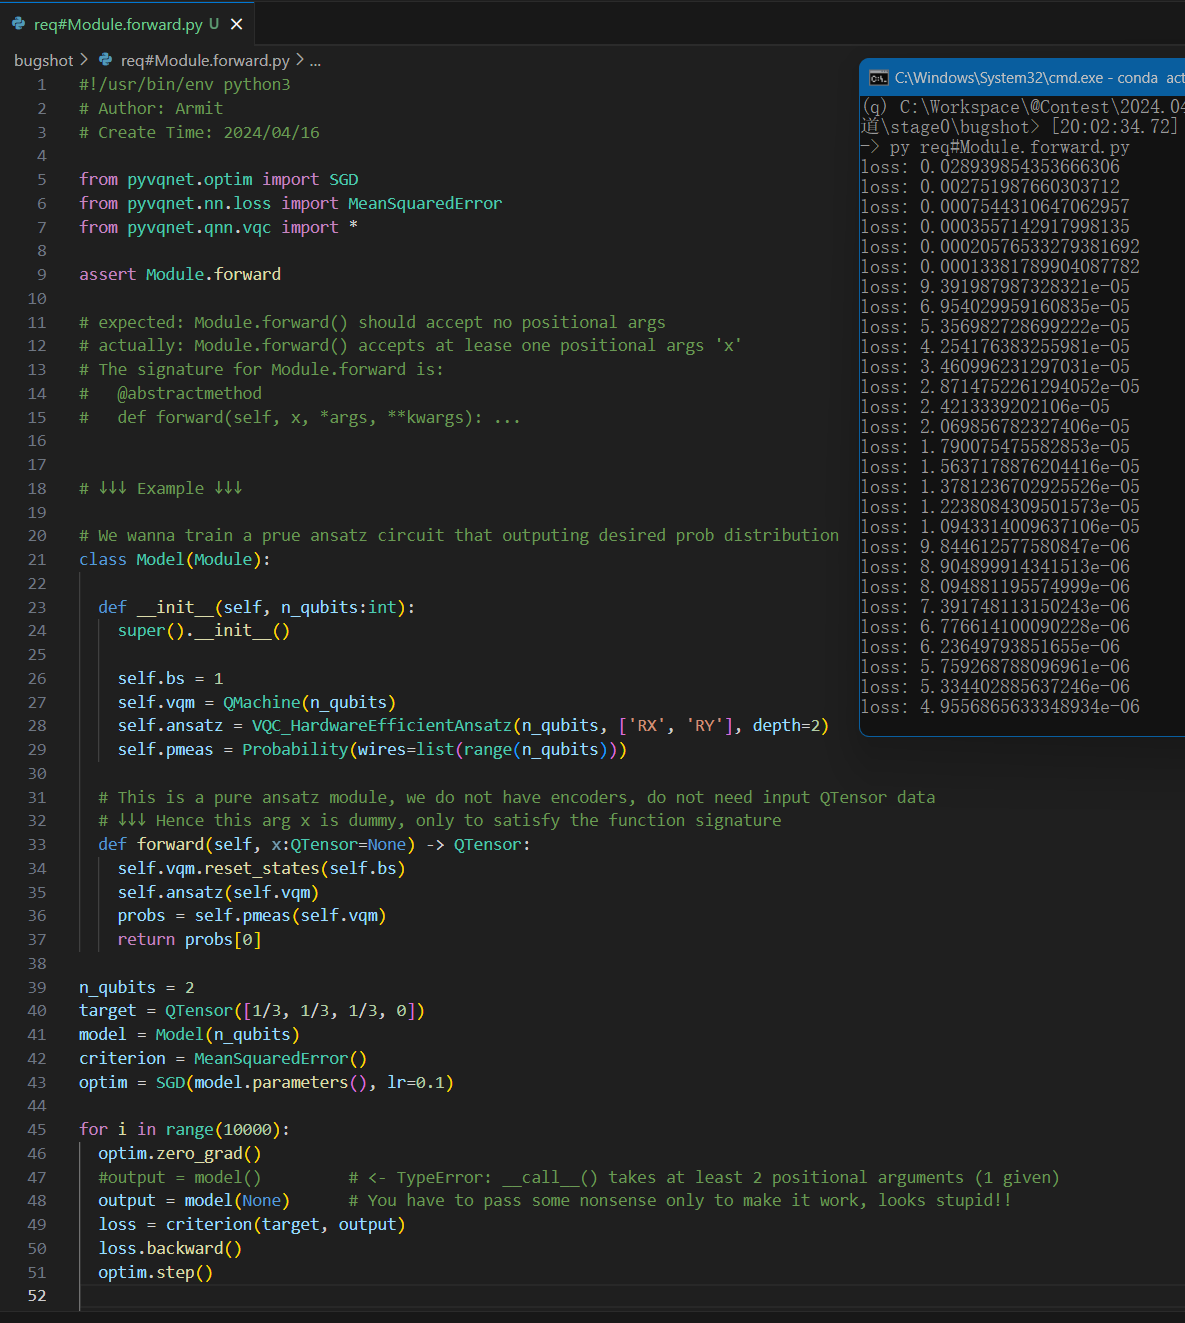 req#Module.forward.py U ✕
bugshot > req#Module.forward.py > ...
1 #!/usr/bin/env python3
2 # Author: Armit
3 # Create Time: 2024/04/16
4
5 from pyvqnet.optim import SGD
6 from pyvqnet.nn.loss import MeanSquaredError
7 from pyvqnet.qnn.vqc import *
8
9 assert Module.forward
10
11 # expected: Module.forward() should accept no positional args
12 # actually: Module.forward() accepts at lease one positional args 'x'
13 # The signature for Module.forward is:
14 #   @abstractmethod
15 #   def forward(self, x, *args, **kwargs): ...
16
17
18 # ↓↓↓ Example ↓↓↓
19
20 # We wanna train a prue ansatz circuit that outputing desired prob distribution
21 class Model(Module):
22
23   def __init__(self, n_qubits:int):
24     super().__init__()
25
26     self.bs = 1
27     self.vqm = QMachine(n_qubits)
28     self.ansatz = VQC_HardwareEfficientAnsatz(n_qubits, ['RX', 'RY'], depth=2)
29     self.pmeas = Probability(wires=list(range(n_qubits)))
30
31   # This is a pure ansatz module, we do not have encoders, do not need input QTensor data
32   # ↓↓↓ Hence this arg x is dummy, only to satisfy the function signature
33   def forward(self, x:QTensor=None) -> QTensor:
34     self.vqm.reset_states(self.bs)
35     self.ansatz(self.vqm)
36     probs = self.pmeas(self.vqm)
37     return probs[0]
38
39 n_qubits = 2
40 target = QTensor([1/3, 1/3, 1/3, 0])
41 model = Model(n_qubits)
42 criterion = MeanSquaredError()
43 optim = SGD(model.parameters(), lr=0.1)
44
45 for i in range(10000):
46   optim.zero_grad()
47   #output = model()         # <- TypeError: __call__() takes at least 2 positional arguments (1 given)
48   output = model(None)      # You have to pass some nonsense only to make it work, looks stupid!!
49   loss = criterion(target, output)
50   loss.backward()
51   optim.step()
52
C:\Windows\System32\cmd.exe - conda act
(q) C:\Workspace\@Contest\2024.04
道\stage0\bugshot> [20:02:34.72]
-> py req#Module.forward.py
loss: 0.028939854353666306
loss: 0.002751987660303712
loss: 0.0007544310647062957
loss: 0.0003557142917998135
loss: 0.00020576533279381692
loss: 0.00013381789904087782
loss: 9.391987987328321e-05
loss: 6.954029959160835e-05
loss: 5.356982728699222e-05
loss: 4.254176383255981e-05
loss: 3.460996231297031e-05
loss: 2.8714752261294052e-05
loss: 2.4213339202106e-05
loss: 2.069856782327406e-05
loss: 1.790075475582853e-05
loss: 1.5637178876204416e-05
loss: 1.3781236702925526e-05
loss: 1.2238084309501573e-05
loss: 1.0943314009637106e-05
loss: 9.844612577580847e-06
loss: 8.904899914341513e-06
loss: 8.094881195574999e-06
loss: 7.391748113150243e-06
loss: 6.776614100090228e-06
loss: 6.23649793851655e-06
loss: 5.759268788096961e-06
loss: 5.334402885637246e-06
loss: 4.9556865633348934e-06